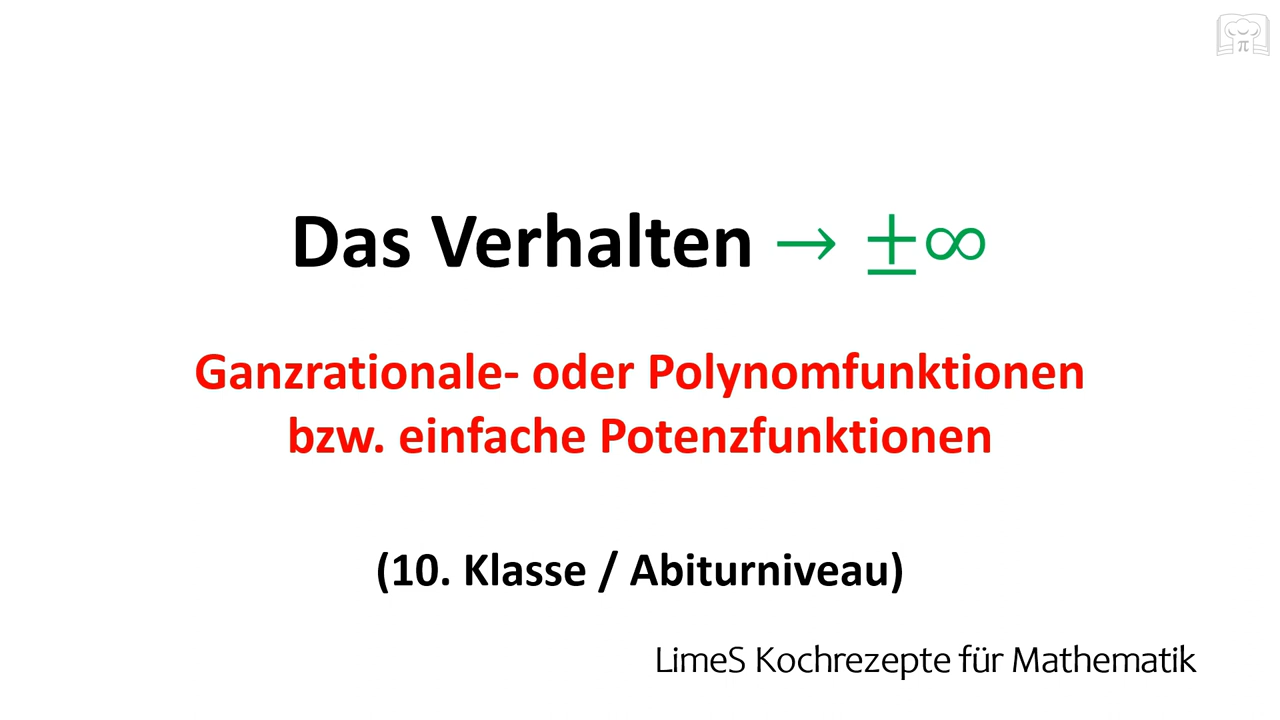 π
Das Verhalten → ±∞
Ganzrationale- oder Polynomfunktionen
bzw. einfache Potenzfunktionen
(10. Klasse / Abiturniveau)
LimeS Kochrezepte für Mathematik